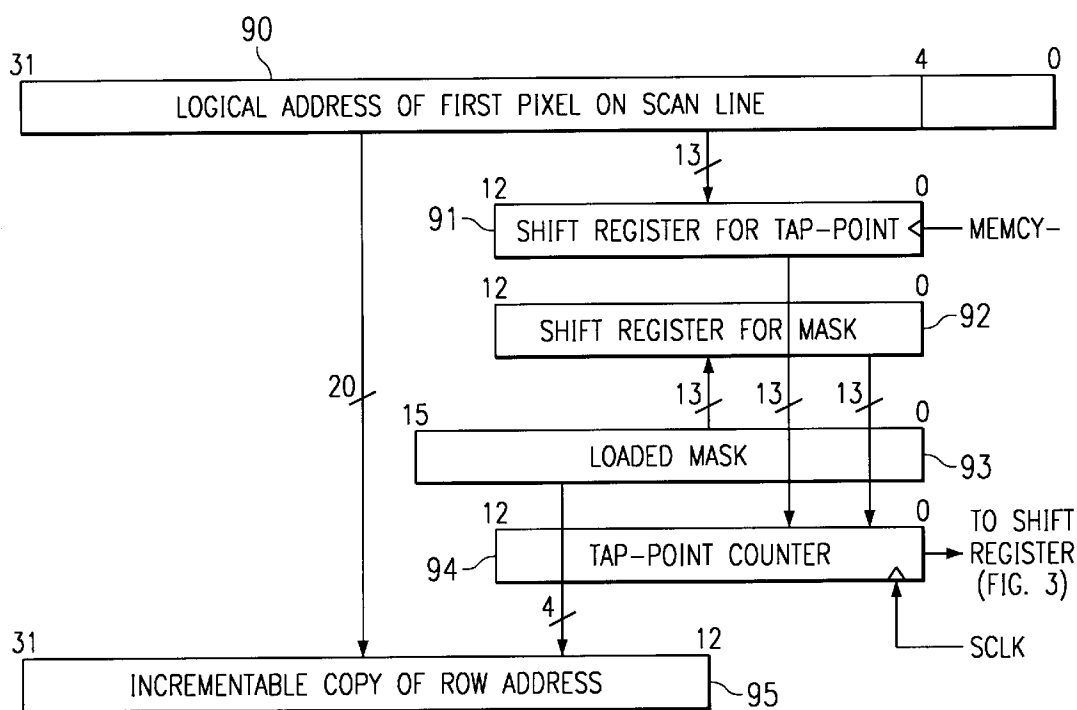 90
31 4 0
LOGICAL ADDRESS OF FIRST PIXEL ON SCAN LINE
13
12 0
91 SHIFT REGISTER FOR TAP-POINT MEMCY-
12 0
SHIFT REGISTER FOR MASK 92
20 13 13 13
15 0
LOADED MASK 93
12 0
94 TAP-POINT COUNTER TO SHIFT
REGISTER
(FIG. 3)
4
SCLK
31 12
INCREMENTABLE COPY OF ROW ADDRESS 95